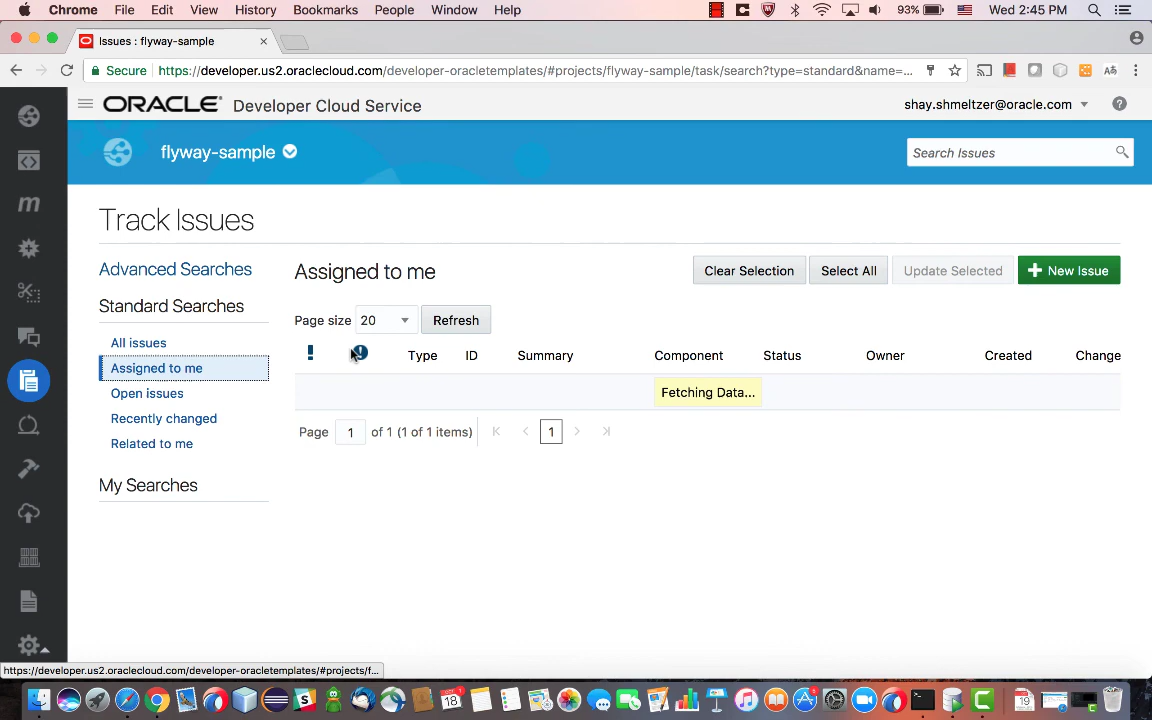 Chrome File Edit View History Bookmarks People Window Help 93% Wed 2:45 PM
Issues : flyway-sample
Secure https://developer.us2.oraclecloud.com/developer-oracletemplates/#projects/flyway-sample/task/search?type=standard&name=...
ORACLE® Developer Cloud Service shay.shmeltzer@oracle.com
flyway-sample Search Issues
Track Issues
Advanced Searches
Assigned to me Clear Selection Select All Update Selected New Issue
Standard Searches
Page size 20 Refresh
All issues
Type ID Summary Component Status Owner Created Change
Assigned to me
Open issues
Fetching Data...
Recently changed
Page 1 of 1 (1 of 1 items) 1
Related to me
My Searches
https://developer.us2.oraclecloud.com/developer-oracletemplates/#projects/f...